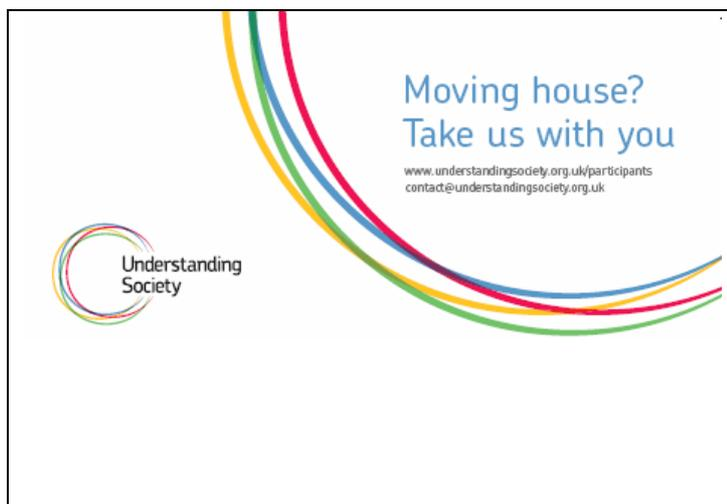 Moving house?
Take us with you
www.understandingsociety.org.uk/participants
contact@understandingsociety.org.uk
Understanding
Society